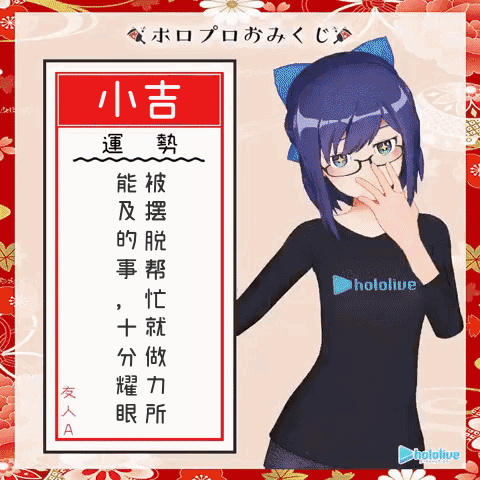 ホロプロおみくじ
小吉
運勢
被摆脱帮忙就做力所
能及的事，十分耀眼
友人A
hololive
hololive